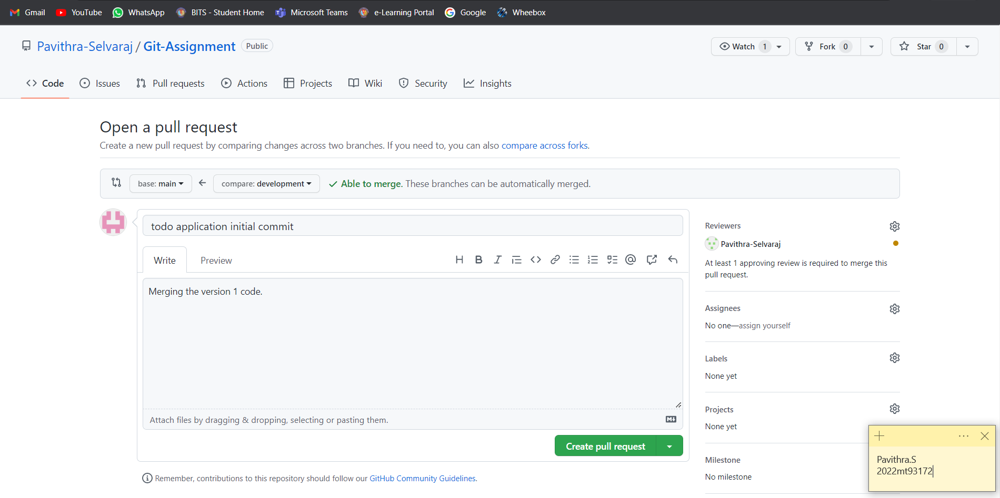 Gmail YouTube WhatsApp BITS - Student Home Microsoft Teams e-Learning Portal Google Wheebox
Pavithra-Selvaraj / Git-Assignment Public Watch 1 Fork 0 Star 0
Code Issues Pull requests Actions Projects Wiki Security Insights
Open a pull request
Create a new pull request by comparing changes across two branches. If you need to, you can also compare across forks.
base: main compare: development Able to merge. These branches can be automatically merged.
todo application initial commit
Write Preview
Merging the version 1 code.
Attach files by dragging & dropping, selecting or pasting them.
Create pull request
Remember, contributions to this repository should follow our GitHub Community Guidelines.
Reviewers
Pavithra-Selvaraj
At least 1 approving review is required to merge this
pull request.
Assignees
No one—assign yourself
Labels
None yet
Projects
None yet
Milestone
No milestone
Pavithra.S
2022mt93172